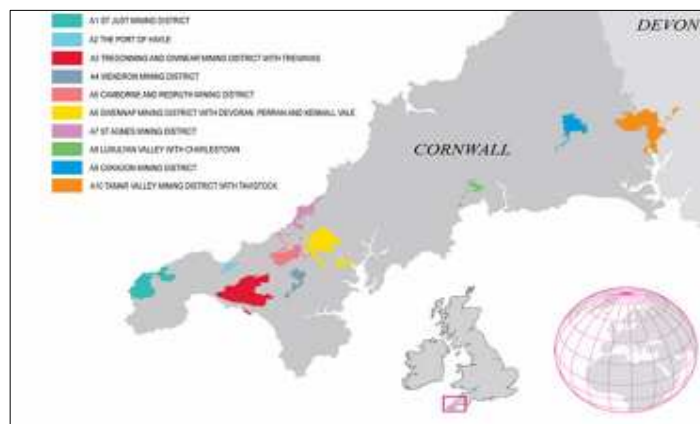 A1 ST JUST MINING DISTRICT
A2 THE PORT OF HAYLE
A3 TREGONNING AND GWINEAR MINING DISTRICT WITH TREWAVAS
A4 WENDRON MINING DISTRICT
A5 CAMBORNE AND REDRUTH MINING DISTRICT
A6 GWENNAP MINING DISTRICT WITH DEVORAN, PERRAN AND KENNALL VALE
A7 ST AGNES MINING DISTRICT
A8 LUXULYAN VALLEY WITH CHARLESTOWN
A9 CARADON MINING DISTRICT
A10 TAMAR VALLEY MINING DISTRICT WITH TAVISTOCK
DEVON
CORNWALL